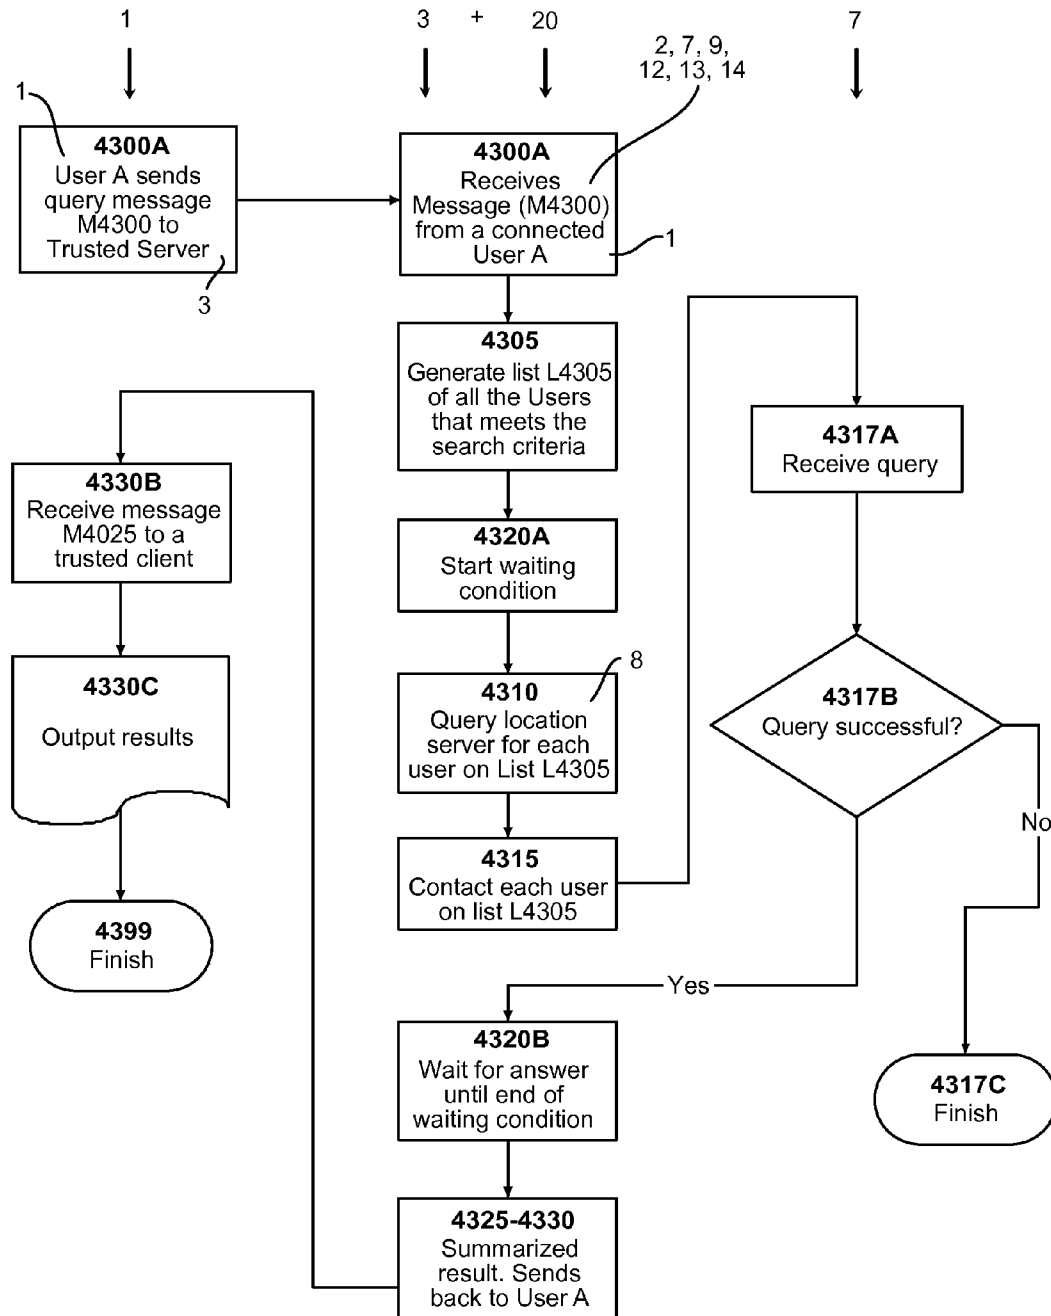 1
3 + 20
7
2, 7, 9,
12, 13, 14
1
4300A
User A sends
query message
M4300 to
Trusted Server
3
4300A
Receives
Message (M4300)
from a connected
User A
1
4305
Generate list L4305
of all the Users
that meets the
search criteria
4320A
Start waiting
condition
8
4310
Query location
server for each
user on List L4305
4315
Contact each user
on list L4305
4317A
Receive query
4317B
Query successful?
No
4317C
Finish
Yes
4320B
Wait for answer
until end of
waiting condition
4325-4330
Summarized
result. Sends
back to User A
4330B
Receive message
M4025 to a
trusted client
4330C
Output results
4399
Finish